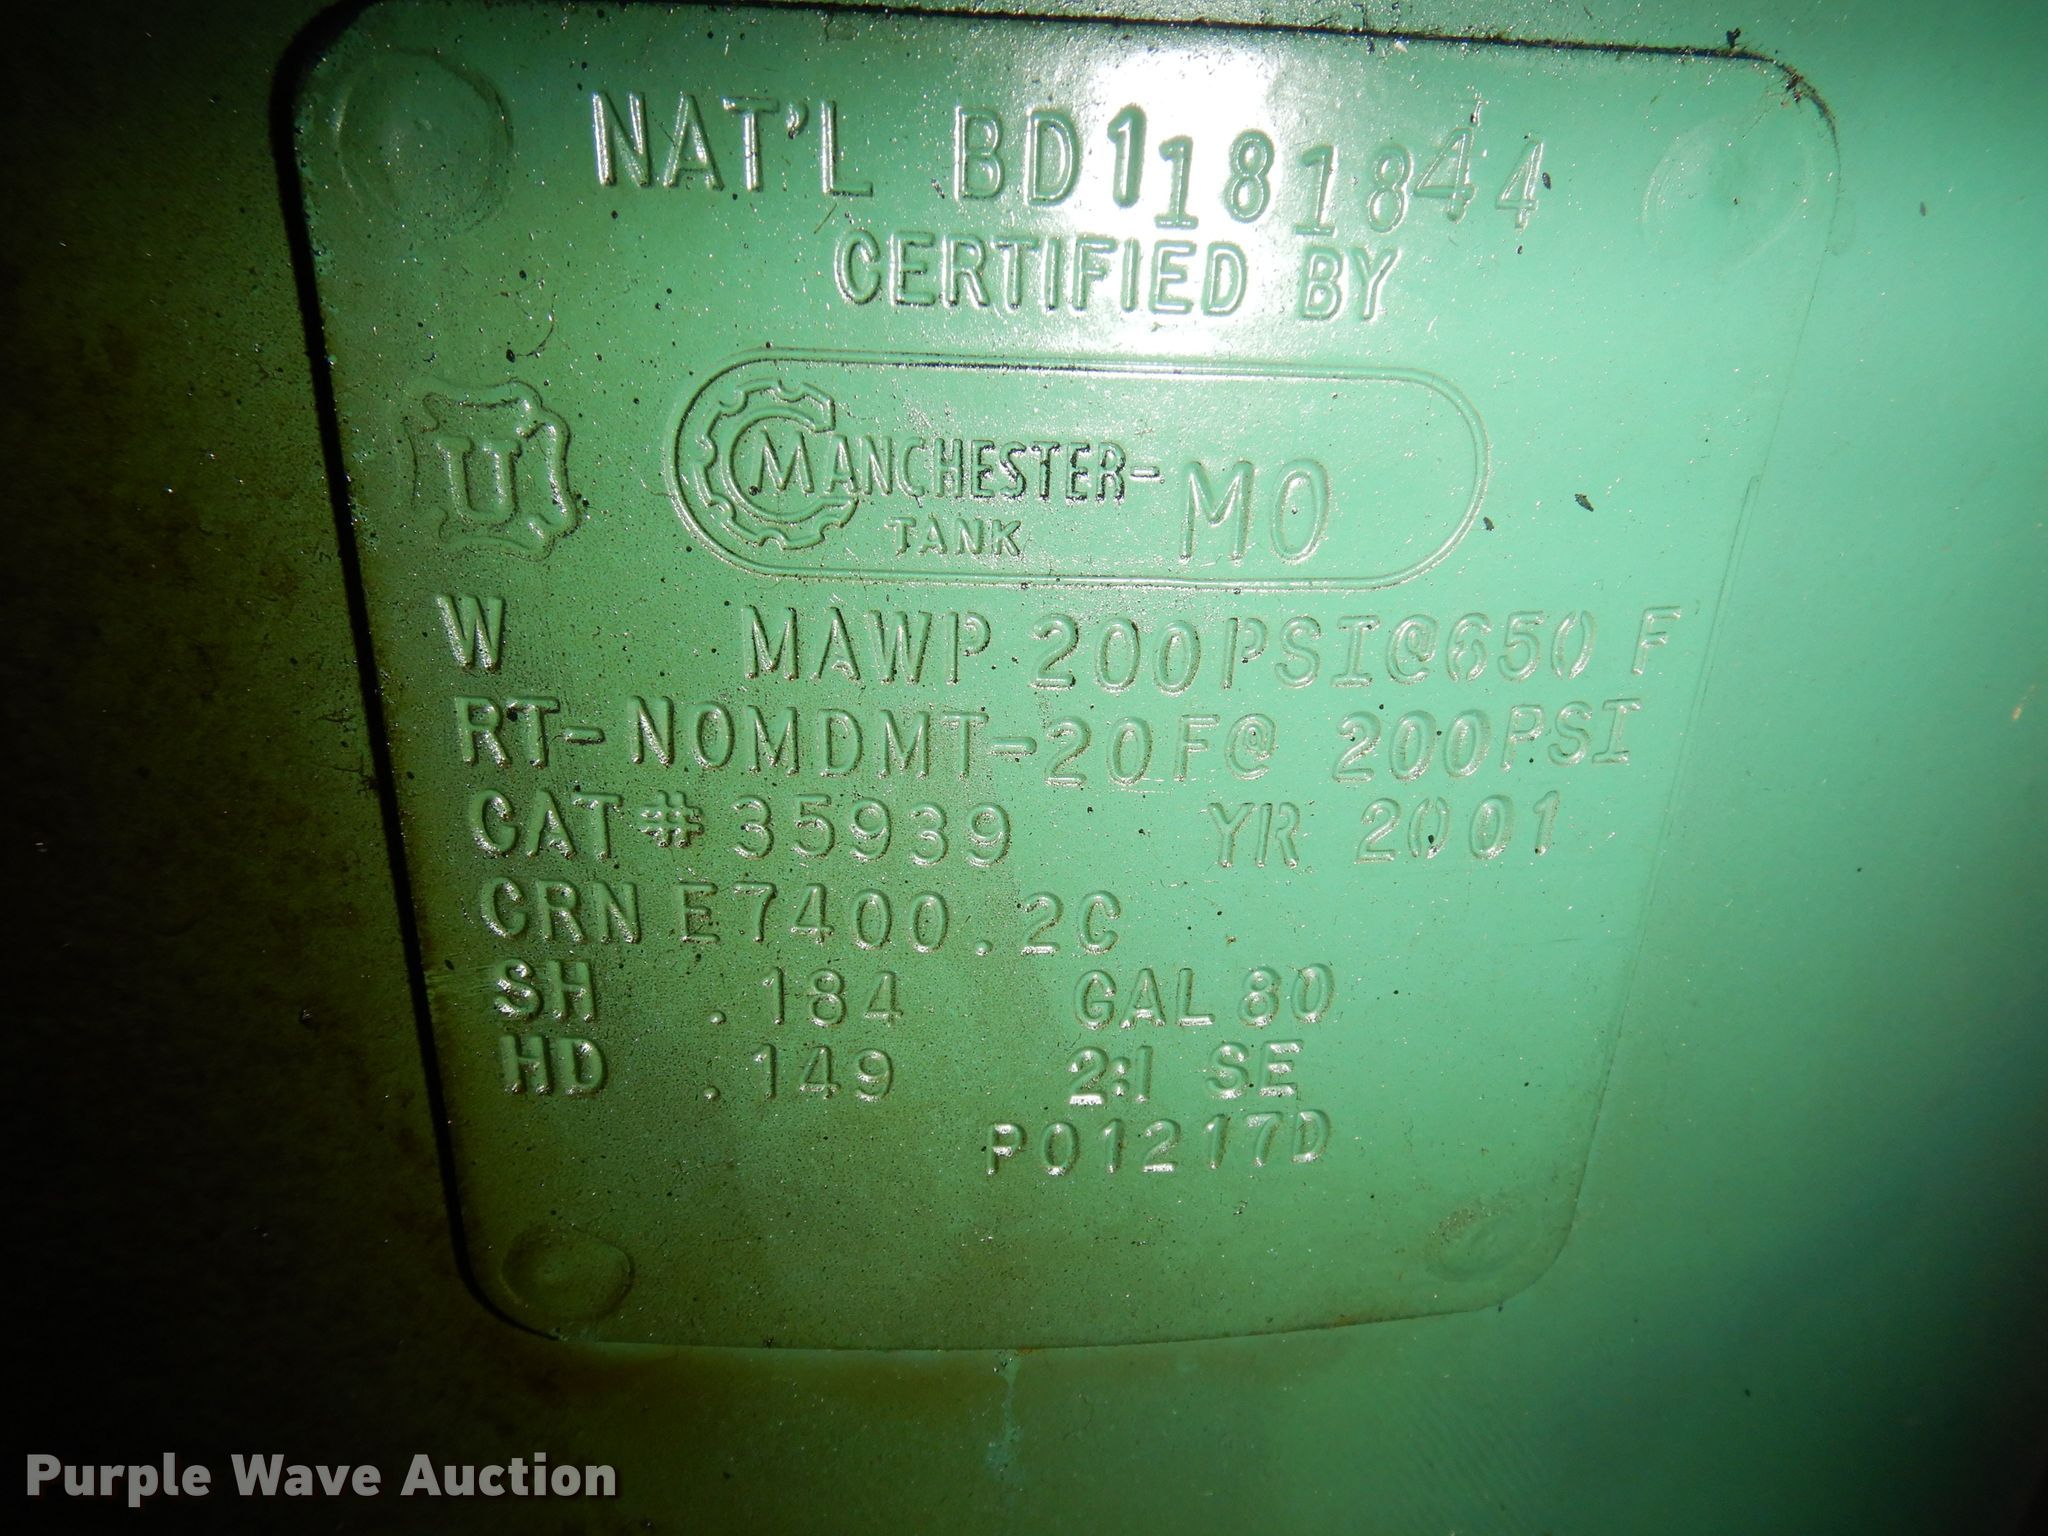 NAT'L BD1181844
CERTIFIED BY
U
MANCHESTER-MO
TANK
W MAWP 200PSI@650 F
RT-NOMDMT-20F@ 200PSI
CAT# 35939 YR 2001
CRN E7400.2C
SH .184 GAL 80
HD .149 2:1 SE
P01217D
Purple Wave Auction